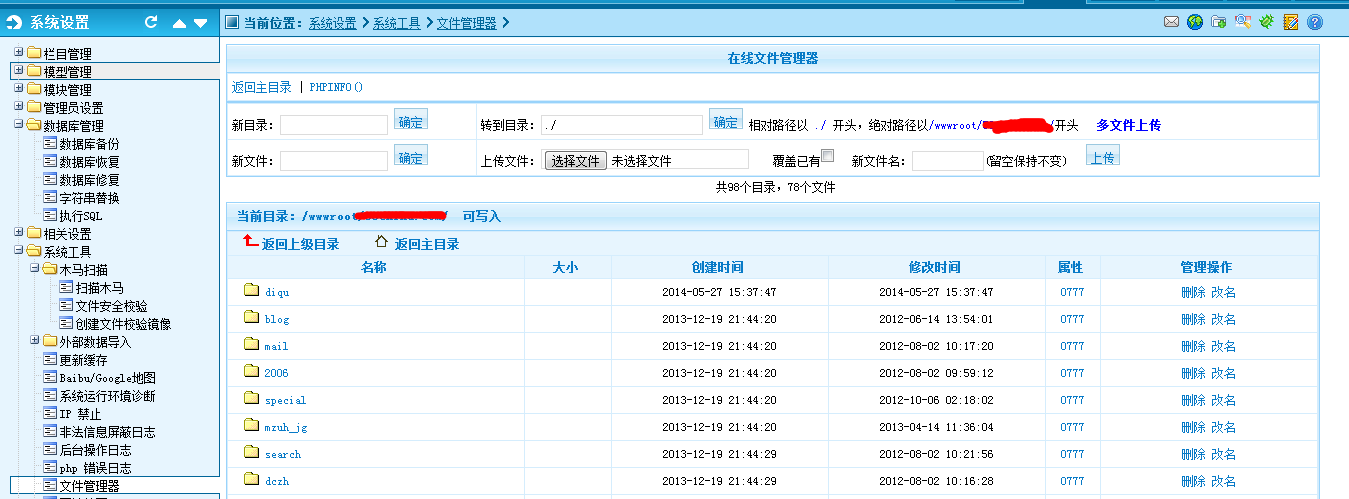 系统设置
当前位置：系统设置 > 系统工具 > 文件管理器 >
栏目管理
模型管理
模块管理
管理员设置
数据库管理
数据库备份
数据库恢复
数据库修复
字符串替换
执行SQL
相关设置
系统工具
木马扫描
扫描木马
文件安全校验
创建文件校验镜像
外部数据导入
更新缓存
Baibu/Google地图
系统运行环境诊断
IP 禁止
非法信息屏蔽日志
后台操作日志
php 错误日志
文件管理器
在线文件管理器
返回主目录 | PHPINFO()
新目录： 确定 转到目录： ./ 确定 相对路径以 ./ 开头，绝对路径以/wwwroot/ /开头 多文件上传
新文件： 确定 上传文件： 选择文件 未选择文件 覆盖已有 新文件名： (留空保持不变) 上传
共98个目录，78个文件
当前目录：/wwwroot/ / 可写入
返回上级目录 返回主目录
名称 大小 创建时间 修改时间 属性 管理操作
diqu 2014-05-27 15:37:47 2014-05-27 15:37:47 0777 删除 改名
blog 2013-12-19 21:44:20 2012-06-14 13:54:01 0777 删除 改名
mail 2013-12-19 21:44:20 2012-08-02 10:17:20 0777 删除 改名
2006 2013-12-19 21:44:20 2012-08-02 09:59:12 0777 删除 改名
special 2013-12-19 21:44:20 2012-10-06 02:18:02 0777 删除 改名
mzuh_jg 2013-12-19 21:44:20 2013-04-14 11:36:04 0777 删除 改名
search 2013-12-19 21:44:29 2012-08-02 10:21:56 0777 删除 改名
dczh 2013-12-19 21:44:29 2012-08-02 10:16:28 0777 删除 改名